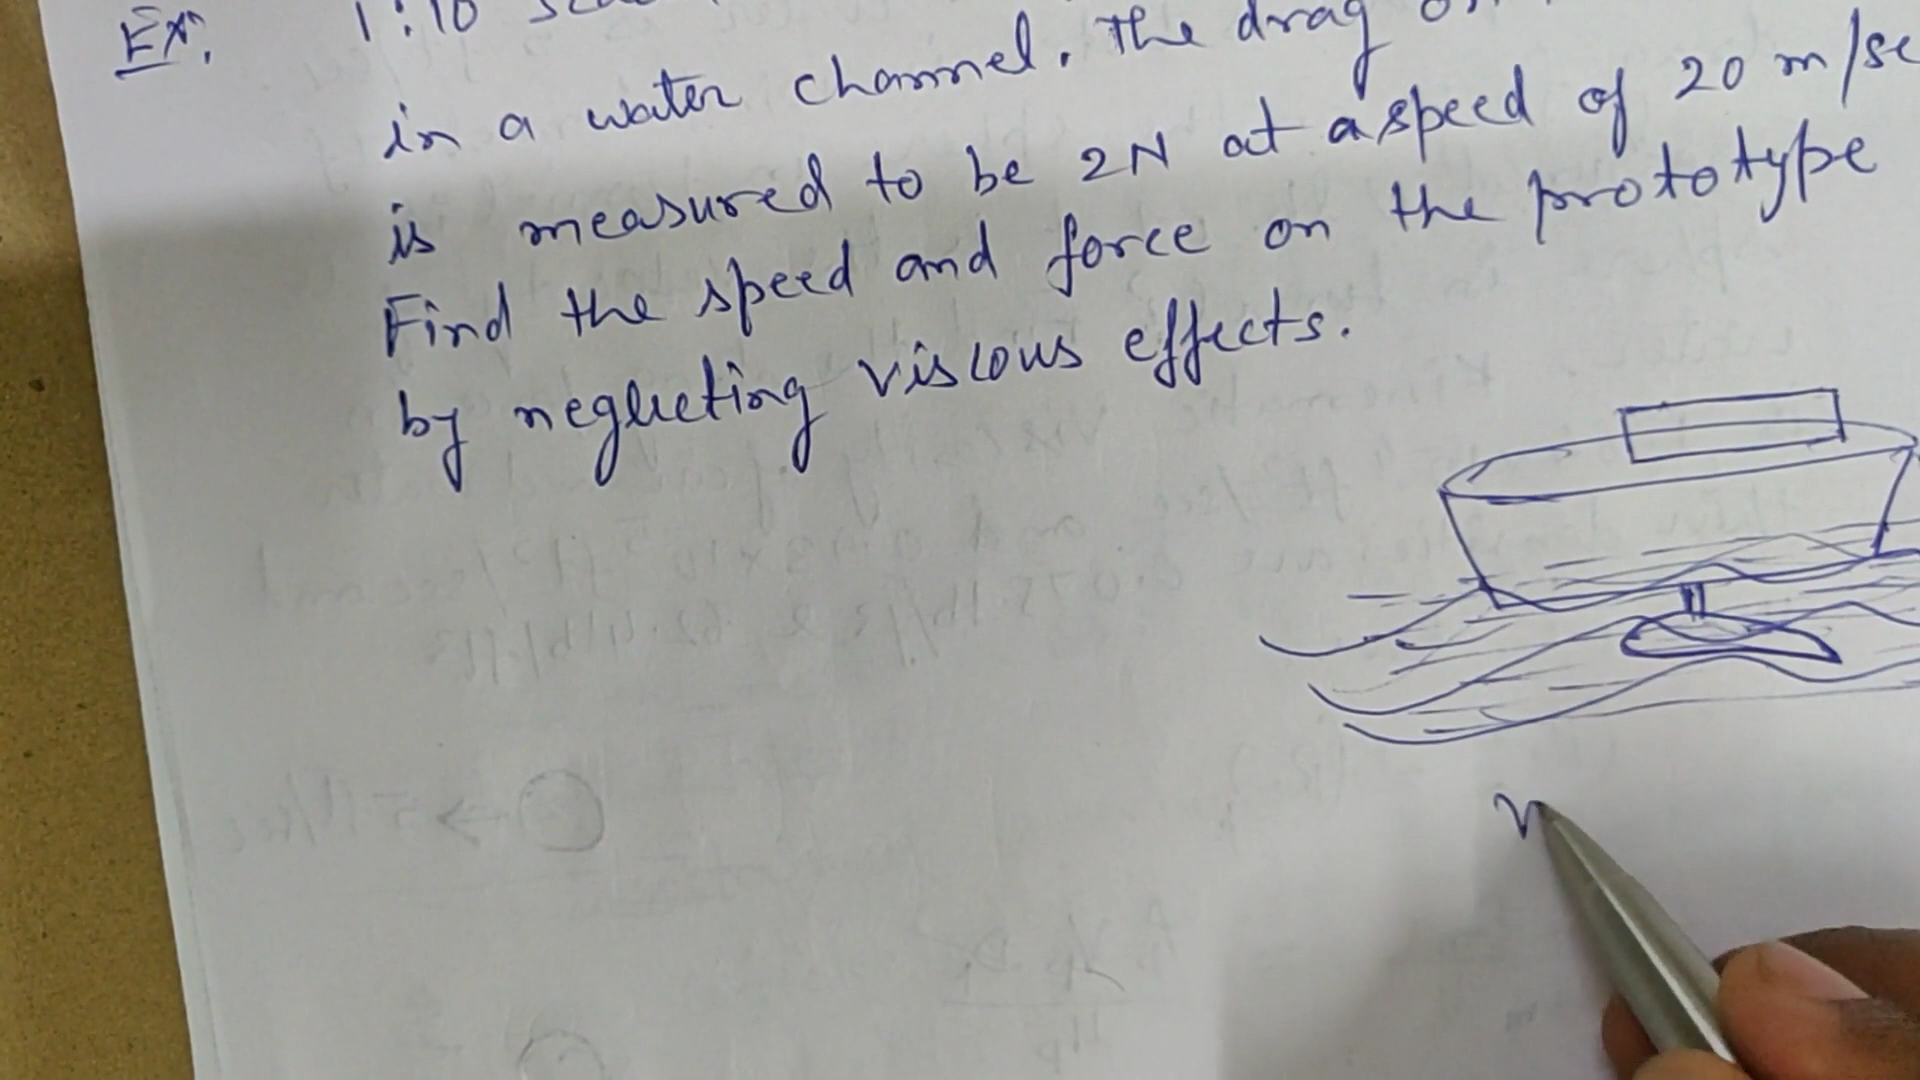 Ex. 1:10
in a water channel. The drag
is measured to be 2N at a speed of 20 m/se
Find the speed and force on the prototype
by neglecting viscous effects.
V